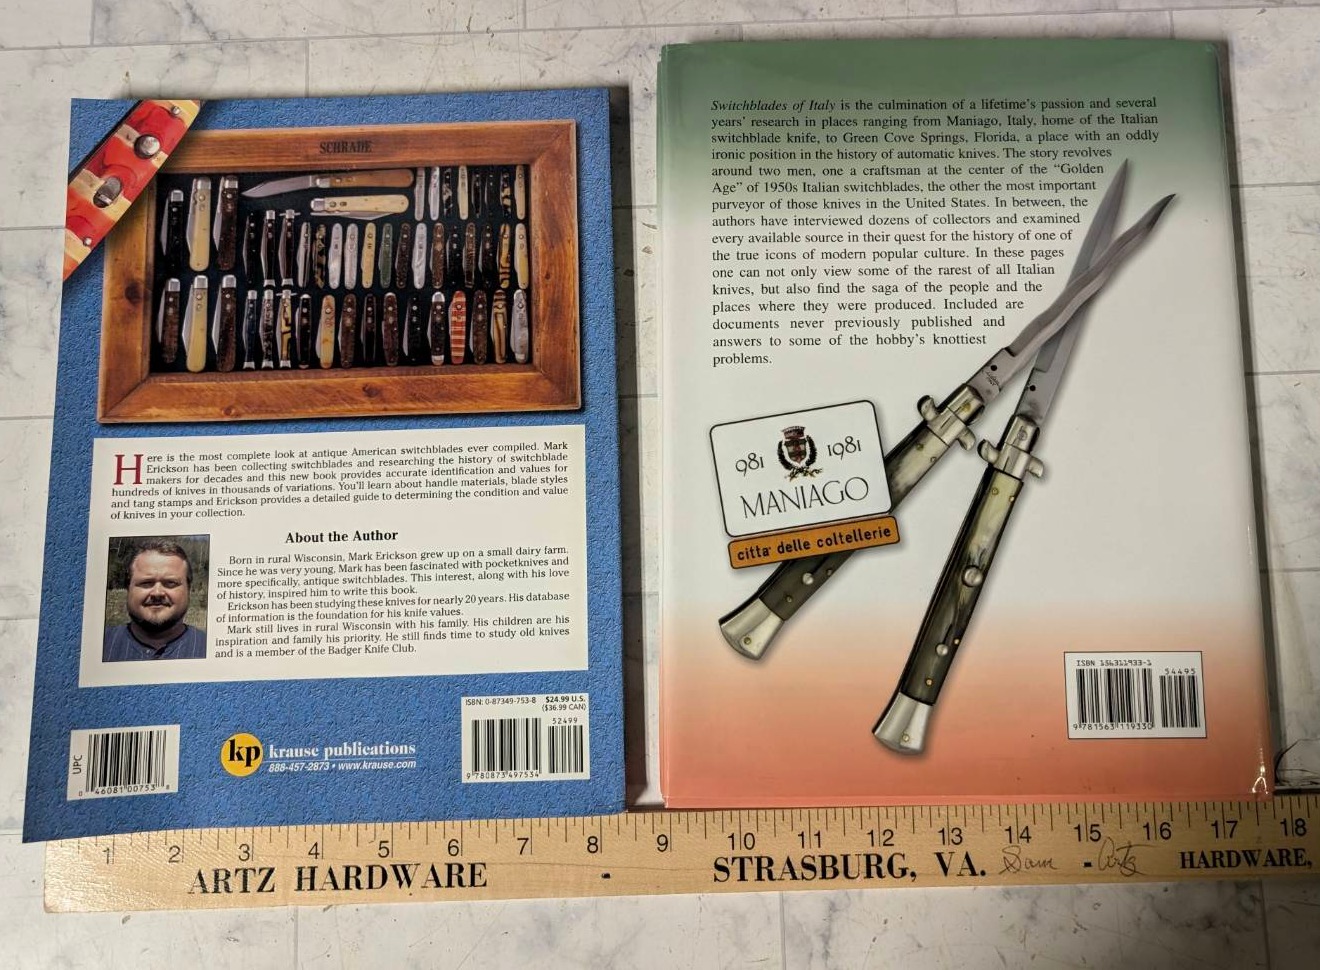 SCHRADE
Here is the most complete look at antique American switchblades ever compiled. Mark
Erickson has been collecting switchblades and researching the history of switchblade
makers for decades and this new book provides accurate identification and values for
hundreds of knives in thousands of variations. You'll learn about handle materials, blade styles
and tang stamps and Erickson provides a detailed guide to determining the condition and value
of knives in your collection.
About the Author
Born in rural Wisconsin, Mark Erickson grew up on a small dairy farm.
Since he was very young, Mark has been fascinated with pocketknives and
more specifically, antique switchblades. This interest, along with his love
of history, inspired him to write this book.
Erickson has been studying these knives for nearly 20 years. His database
of information is the foundation for his knife values.
Mark still lives in rural Wisconsin with his family. His children are his
inspiration and family his priority. He still finds time to study old knives
and is a member of the Badger Knife Club.
UPC
0 46081 00753 8
kp krause publications
888-457-2873 • www.krause.com
ISBN: 0-87349-753-8 $24.99 U.S.
($36.99 CAN)
52499
9 780873 497534
Switchblades of Italy is the culmination of a lifetime's passion and several
years' research in places ranging from Maniago, Italy, home of the Italian
switchblade knife, to Green Cove Springs, Florida, a place with an oddly
ironic position in the history of automatic knives. The story revolves
around two men, one a craftsman at the center of the “Golden
Age” of 1950s Italian switchblades, the other the most important
purveyor of those knives in the United States. In between, the
authors have interviewed dozens of collectors and examined
every available source in their quest for the history of one of
the true icons of modern popular culture. In these pages
one can not only view some of the rarest of all Italian
knives, but also find the saga of the people and the
places where they were produced. Included are
documents never previously published and
answers to some of the hobby's knottiest
problems.
981 1981
MANIAGO
citta' delle coltellerie
ISBN 156311933-1
54495
9 781563 119330
1 2 3 4 5 6 7 8 9 10 11 12 13 14 15 16 17 18
ARTZ HARDWARE - STRASBURG, VA. Sam - Artz HARDWARE,